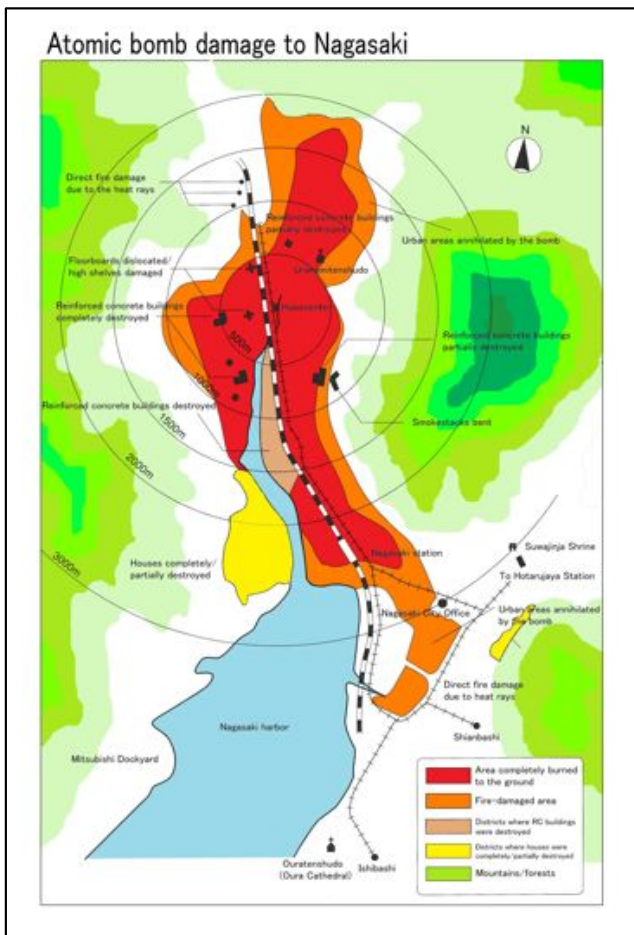 Atomic bomb damage to Nagasaki
N
Direct fire damage
due to the heat rays
Reinforced concrete buildings
partially destroyed
Urban areas annihilated by the bomb
Floorboards dislocated/
high shelves damaged
Reinforced concrete buildings
completely destroyed
500m
Reinforced concrete buildings
partially destroyed
1000m
Reinforced concrete buildings destroyed
Smokestacks bent
1500m
2000m
3000m
Houses completely/
partially destroyed
Nagasaki station
Suwajinja Shrine
To Hotarujaya Station
Nagasaki City Office
Urban areas annihilated
by the bomb
Direct fire damage
due to heat rays
Nagasaki harbor
Shianbashi
Mitsubishi Dockyard
Area completely burned
to the ground
Fire-damaged area
Districts where RC buildings
were destroyed
Districts where houses were
completely/partially destroyed
Mountains/forests
Ouratenshudo
(Oura Cathedral)
Ishibashi